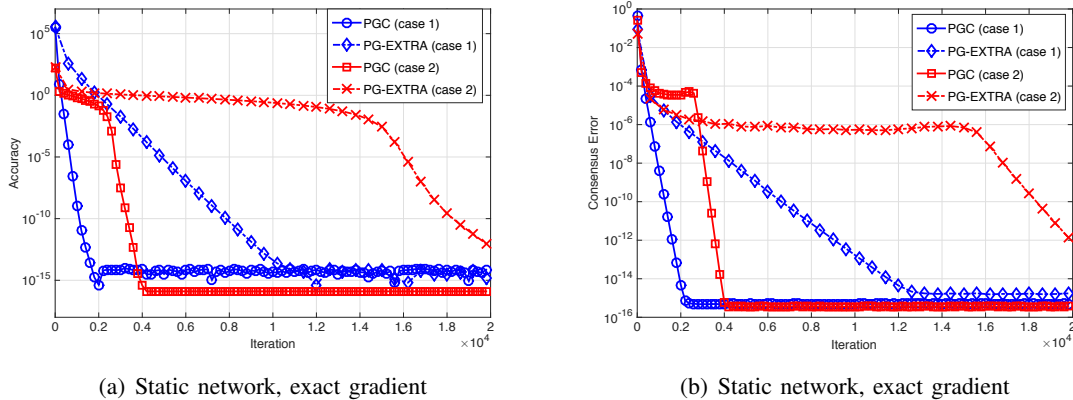 PGC (case 1)
PG-EXTRA (case 1)
PGC (case 2)
PG-EXTRA (case 2)
10^5
10^0
10^-5
10^-10
10^-15
Accuracy
0 0.2 0.4 0.6 0.8 1.0 1.2 1.4 1.6 1.8 20
Iteration
×10^4
(a) Static network, exact gradient
PGC (case 1)
PG-EXTRA (case 1)
PGC (case 2)
PG-EXTRA (case 2)
10^0
10^-2
10^-4
10^-6
10^-8
10^-10
10^-12
10^-14
10^-16
Consensus Error
0 0.2 0.4 0.6 0.8 10 1.2 1.4 1.6 1.8 20
Iteration
×10^4
(b) Static network, exact gradient